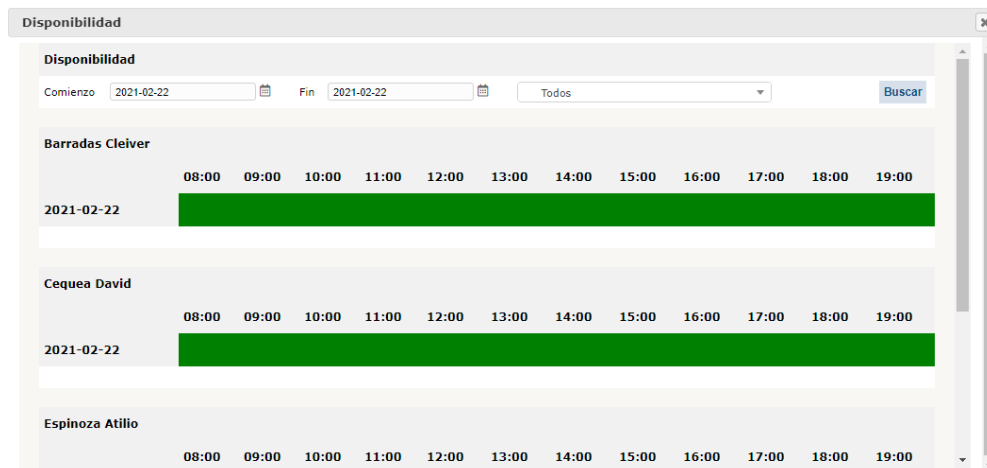 Disponibilidad
Disponibilidad
Comienzo 2021-02-22 Fin 2021-02-22 Todos Buscar
Barradas Cleiver
08:00 09:00 10:00 11:00 12:00 13:00 14:00 15:00 16:00 17:00 18:00 19:00
2021-02-22
Cequea David
08:00 09:00 10:00 11:00 12:00 13:00 14:00 15:00 16:00 17:00 18:00 19:00
2021-02-22
Espinoza Atilio
08:00 09:00 10:00 11:00 12:00 13:00 14:00 15:00 16:00 17:00 18:00 19:00